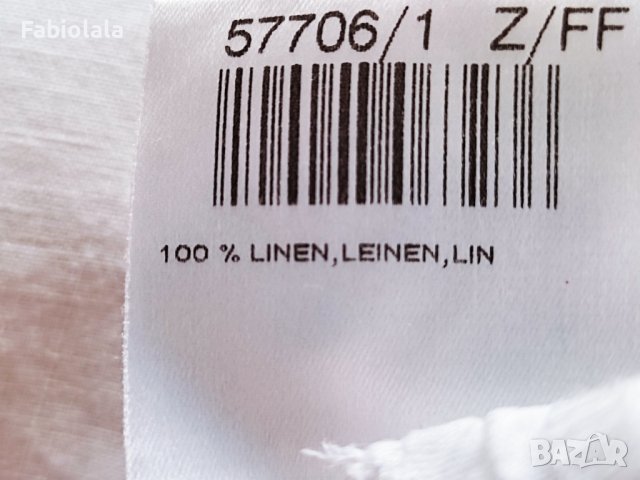 Fabiolala
57706/1 Z/FF
100 % LINEN,LEINEN,LIN
BAZAR